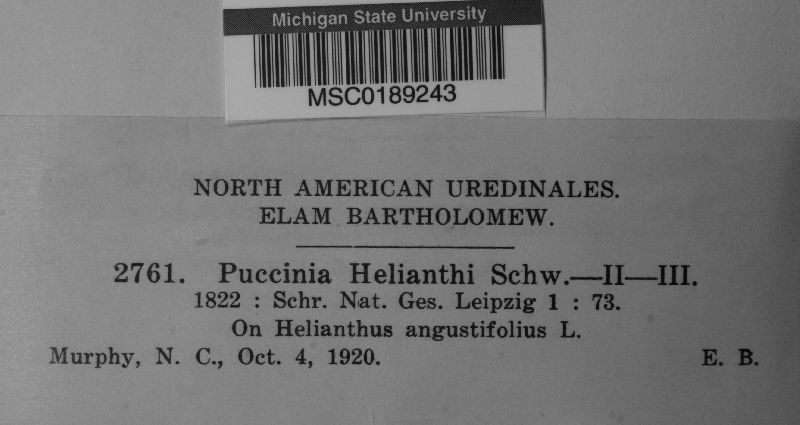 Michigan State University
MSC0189243
NORTH AMERICAN UREDINALES.
ELAM BARTHOLOMEW.
2761. Puccinia Helianthi Schw.—II—III.
1822 : Schr. Nat. Ges. Leipzig 1 : 73.
On Helianthus angustifolius L.
Murphy, N. C., Oct. 4, 1920. E. B.